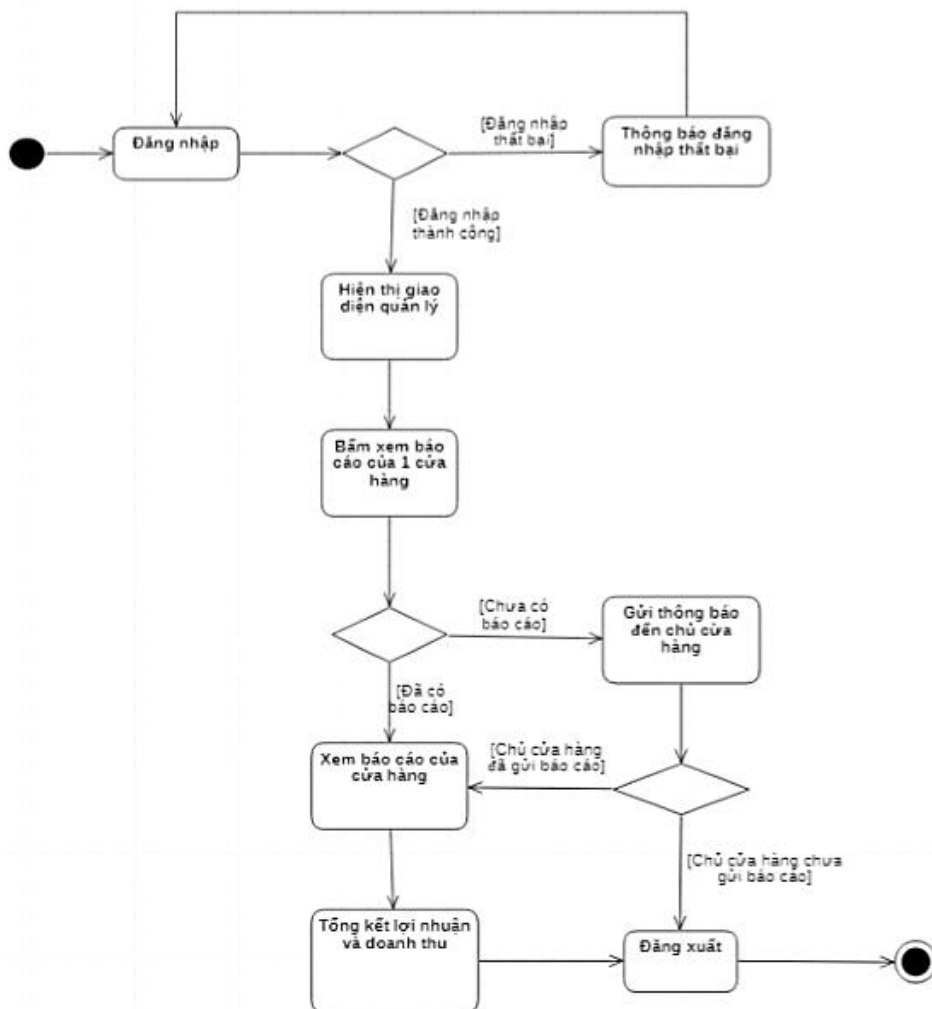 [Đăng nhập
thất bại]
Thông báo đăng
nhập thất bại
Đăng nhập
[Đăng nhập
thành công]
Hiện thị giao
diện quản lý
Bấm xem báo
cáo của 1 cửa
hàng
[Chưa có
báo cáo]
Gửi thông báo
đến chủ cửa
hàng
[Đã có
báo cáo]
Xem báo cáo của
cửa hàng
[Chủ cửa hàng
đã gửi báo cáo]
[Chủ cửa hàng chưa
gửi báo cáo]
Tổng kết lợi nhuận
và doanh thu
Đăng xuất